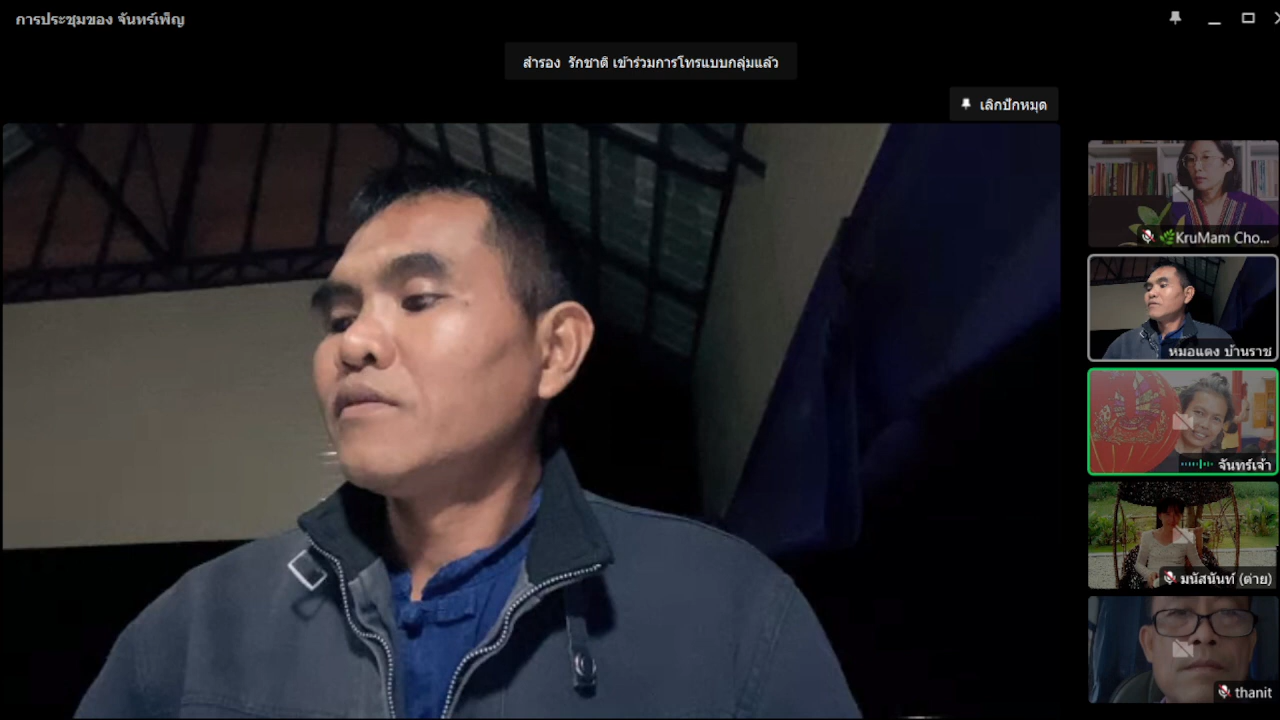 การประชุมของ จันทร์เพ็ญ
สำรอง รักชาติ เข้าร่วมการโทรแบบกลุ่มแล้ว
เลิกปักหมุด
KruMam Cho...
หมอแดง บ้านราช
จันทร์เจ้า
มนัสนันท์ (ต่าย)
thanit